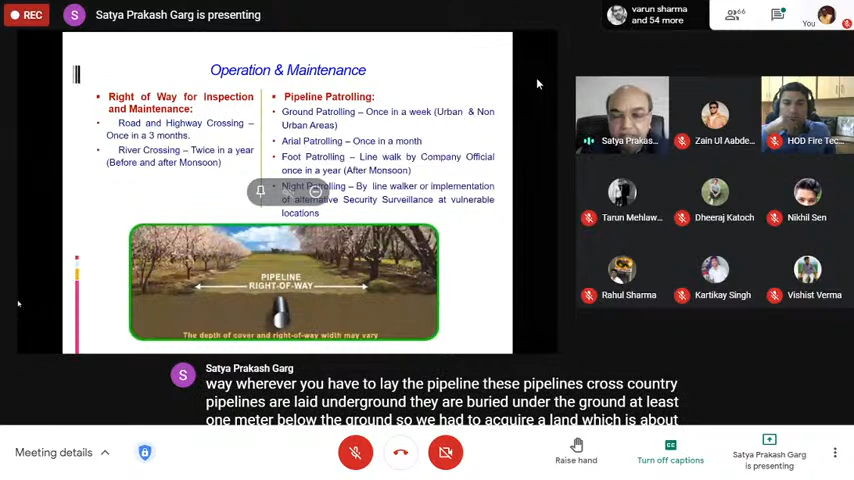 REC
S
Satya Prakash Garg is presenting
varun sharma
and 54 more
66
You
Operation & Maintenance
Right of Way for Inspection
and Maintenance:
Road and Highway Crossing –
Once in a 3 months.
River Crossing – Twice in a year
(Before and after Monsoon)
Pipeline Patrolling:
Ground Patrolling – Once in a week (Urban & Non
Urban Areas)
Arial Patrolling – Once in a month
Foot Patrolling – Line walk by Company Official
once in a year (After Monsoon)
Night Patrolling – By line walker or implementation
of alternative Security Surveillance at vulnerable
locations
PIPELINE
RIGHT-OF-WAY
The depth of cover and right-of-way width may vary
Satya Prakas...
Zain Ul Aabde...
HOD Fire Tec...
Tarun Mehlaw...
Dheeraj Katoch
Nikhil Sen
Rahul Sharma
Kartikay Singh
Vishist Verma
S
Satya Prakash Garg
way wherever you have to lay the pipeline these pipelines cross country
pipelines are laid underground they are buried under the ground at least
one meter below the ground so we had to acquire a land which is about
Meeting details
Raise hand
Turn off captions
Satya Prakash Garg
is presenting